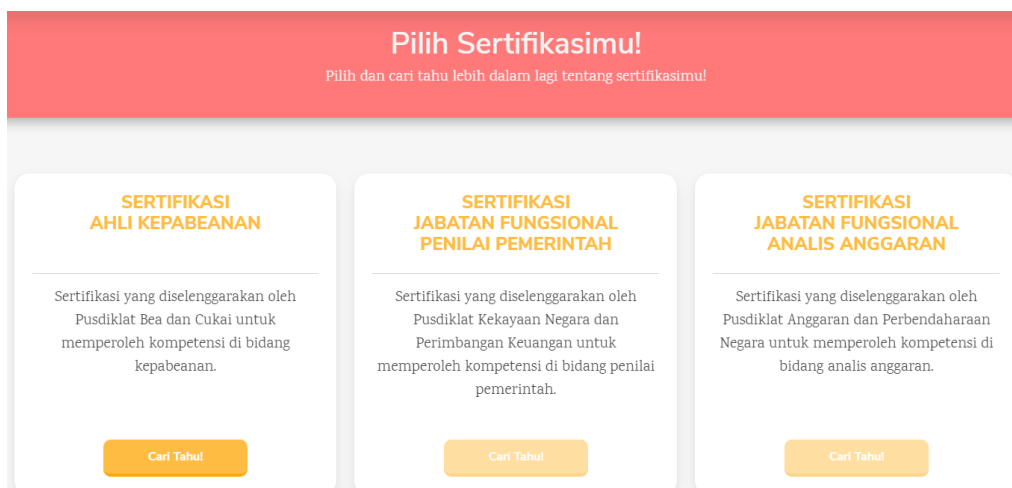 Pilih Sertifikasimu!
Pilih dan cari tahu lebih dalam lagi tentang sertifikasimu!
SERTIFIKASI
AHLI KEPABEANAN
Sertifikasi yang diselenggarakan oleh
Pusdiklat Bea dan Cukai untuk
memperoleh kompetensi di bidang
kepabeanan.
Cari Tahu!
SERTIFIKASI
JABATAN FUNGSIONAL
PENILAI PEMERINTAH
Sertifikasi yang diselenggarakan oleh
Pusdiklat Kekayaan Negara dan
Perimbangan Keuangan untuk
memperoleh kompetensi di bidang penilai
pemerintah.
Cari Tahu!
SERTIFIKASI
JABATAN FUNGSIONAL
ANALIS ANGGARAN
Sertifikasi yang diselenggarakan oleh
Pusdiklat Anggaran dan Perbendaharaan
Negara untuk memperoleh kompetensi di
bidang analis anggaran.
Cari Tahu!